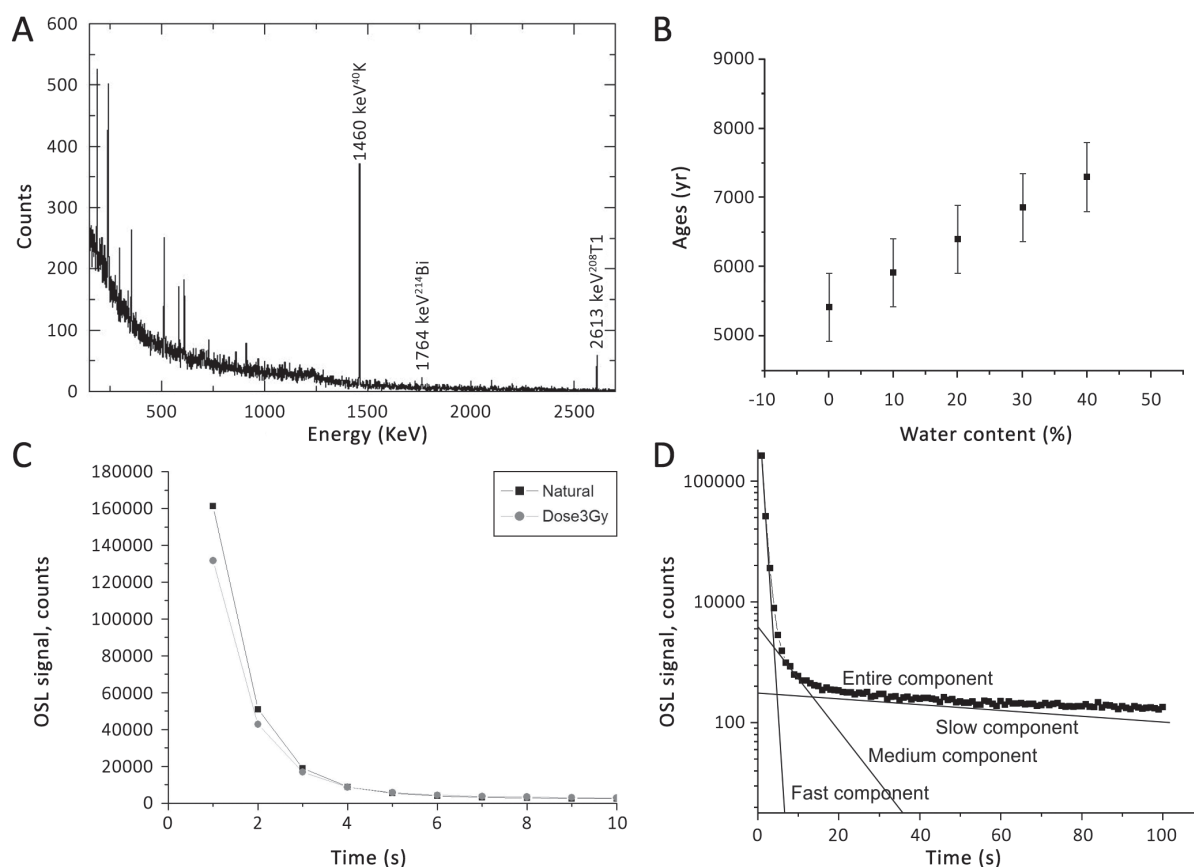 A
600
500
400
300
200
100
0
Counts
500
1000
1500
2000
2500
Energy (KeV)
1460 keV⁴⁰K
1764 keV²¹⁴Bi
2613 keV²⁰⁸T1
B
9000
8000
7000
6000
5000
Ages (yr)
-10
0
10
20
30
40
50
Water content (%)
C
180000
160000
140000
120000
100000
80000
60000
40000
20000
0
OSL signal, counts
Natural
Dose3Gy
0
2
4
6
8
10
Time (s)
D
100000
10000
100
OSL signal, counts
Entire component
Slow component
Medium component
Fast component
0
20
40
60
80
100
Time (s)